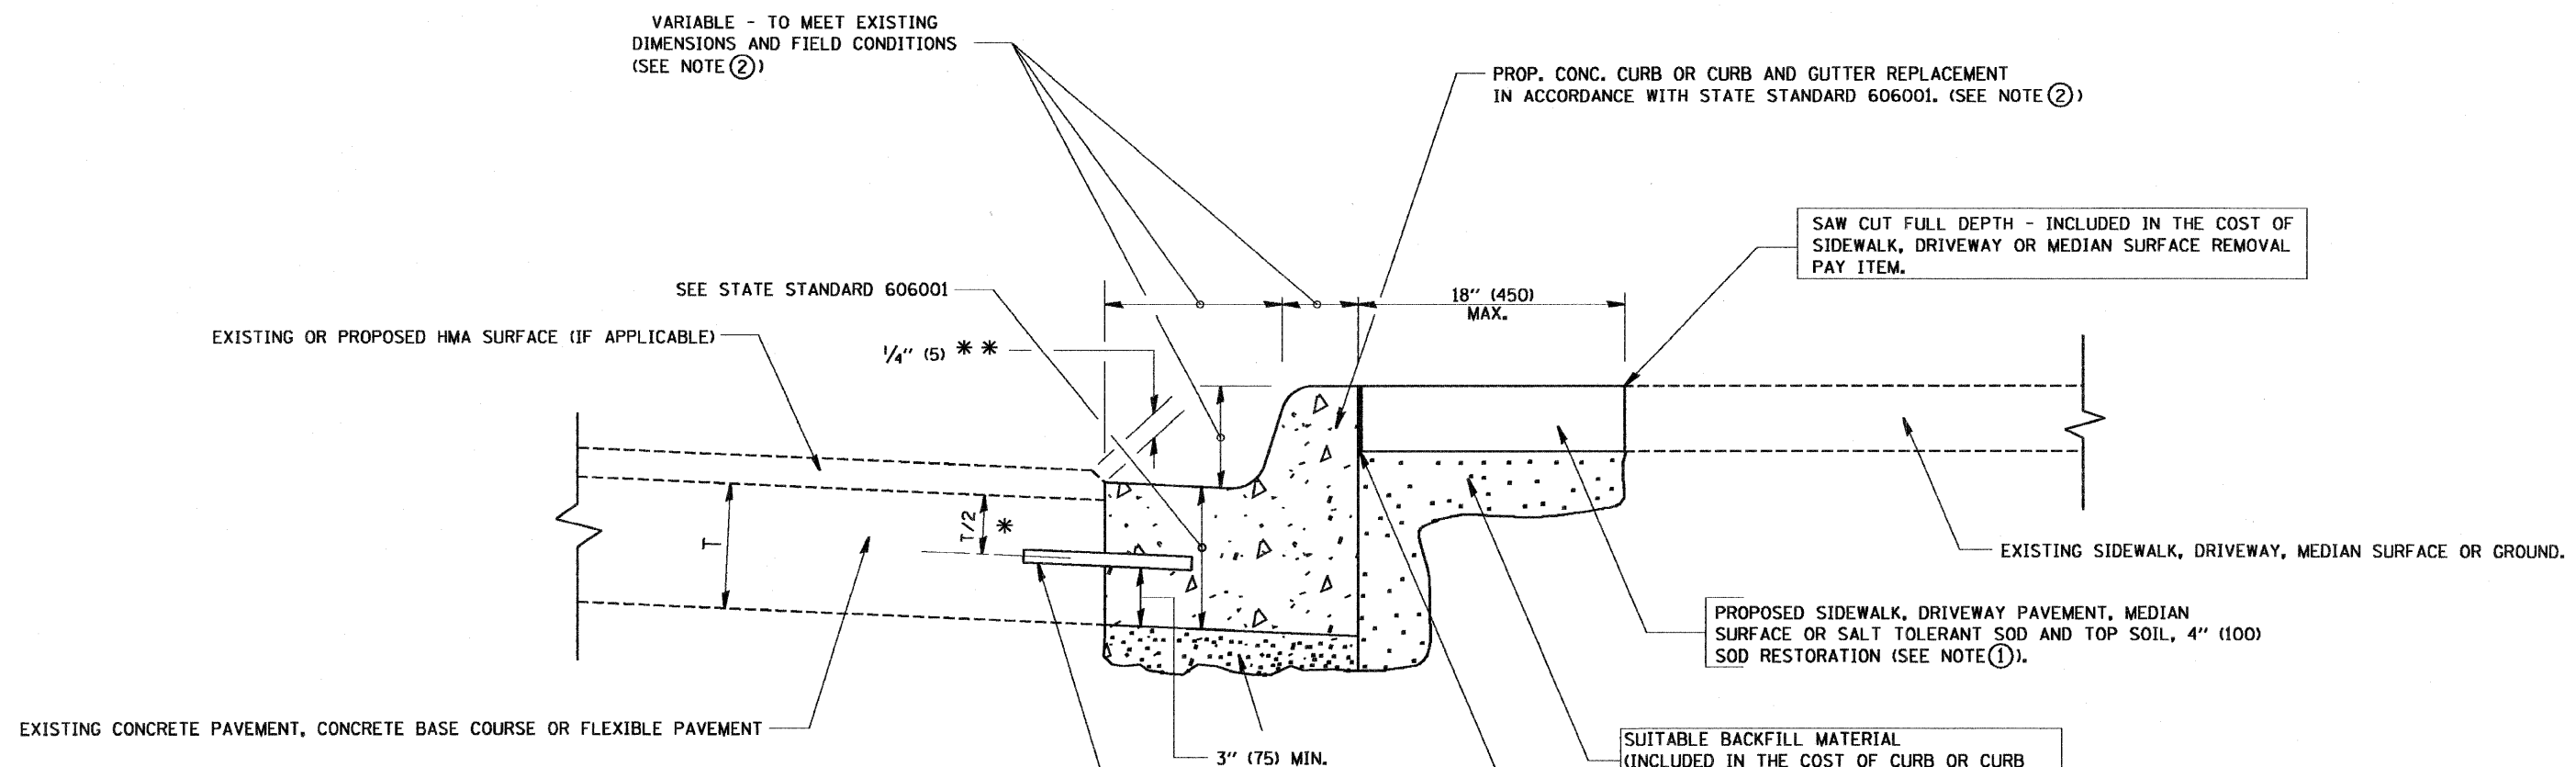 VARIABLE - TO MEET EXISTING
DIMENSIONS AND FIELD CONDITIONS
(SEE NOTE ②)
PROP. CONC. CURB OR CURB AND GUTTER REPLACEMENT
IN ACCORDANCE WITH STATE STANDARD 606001. (SEE NOTE ②)
SAW CUT FULL DEPTH - INCLUDED IN THE COST OF
SIDEWALK, DRIVEWAY OR MEDIAN SURFACE REMOVAL
PAY ITEM.
SEE STATE STANDARD 606001
18" (450)
MAX.
EXISTING OR PROPOSED HMA SURFACE (IF APPLICABLE)
1/4" (5) * *
T
T/2 *
EXISTING SIDEWALK, DRIVEWAY, MEDIAN SURFACE OR GROUND.
PROPOSED SIDEWALK, DRIVEWAY PAVEMENT, MEDIAN
SURFACE OR SALT TOLERANT SOD AND TOP SOIL, 4" (100)
SOD RESTORATION (SEE NOTE ①).
EXISTING CONCRETE PAVEMENT, CONCRETE BASE COURSE OR FLEXIBLE PAVEMENT
3" (75) MIN.
SUITABLE BACKFILL MATERIAL
(INCLUDED IN THE COST OF CURB OR CURB